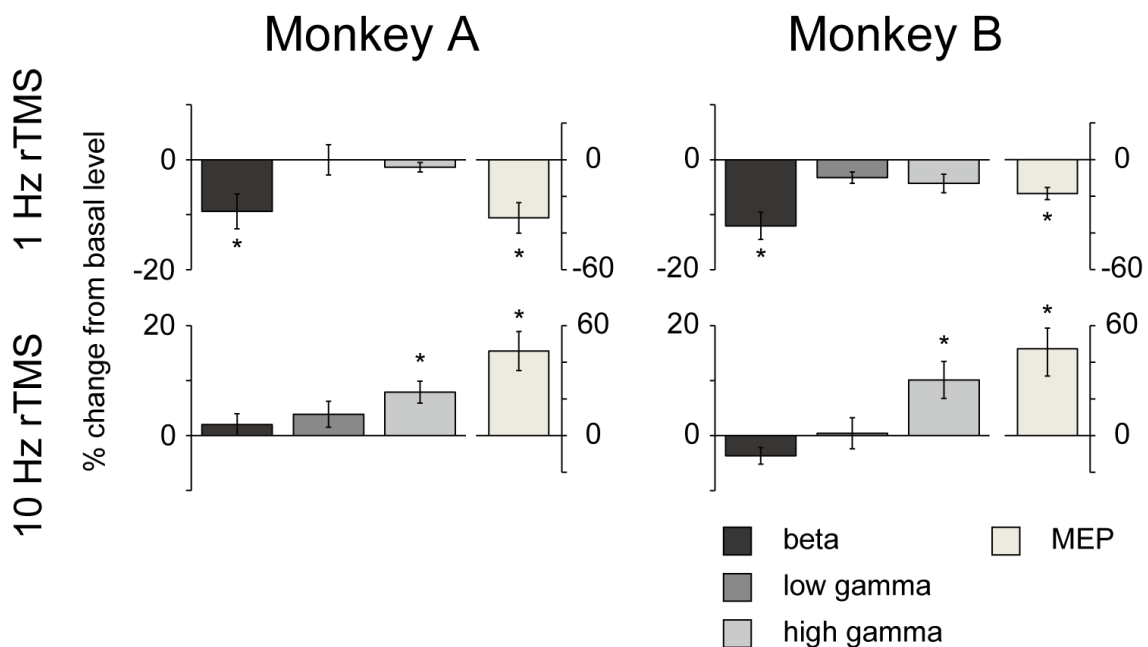 Monkey A
Monkey B
1 Hz rTMS
10 Hz rTMS
% change from basal level
0
-20
*
*
0
-60
0
-20
*
*
0
-60
20
0
*
*
60
0
20
0
*
*
60
0
beta
low gamma
high gamma
MEP